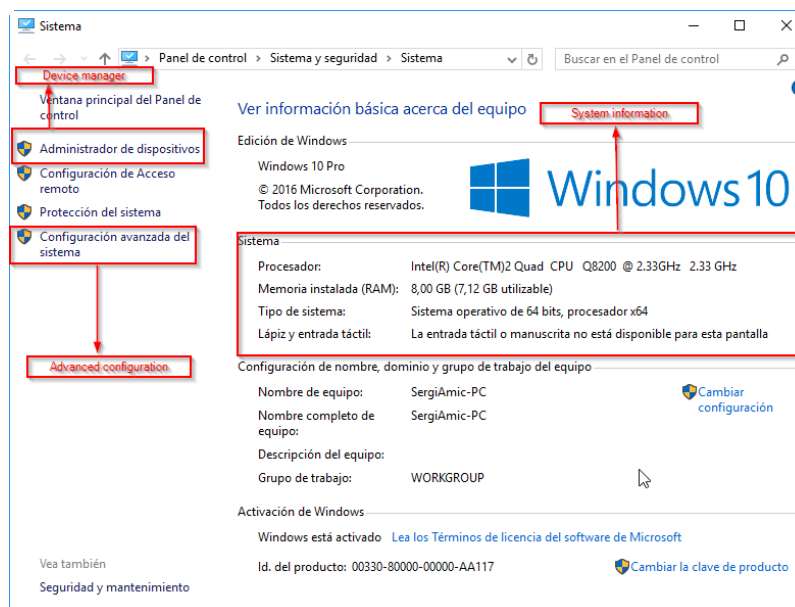 Sistema
Panel de control > Sistema y seguridad > Sistema
Buscar en el Panel de control
Device manager
Ventana principal del Panel de
control
Administrador de dispositivos
Configuración de Acceso
remoto
Protección del sistema
Configuración avanzada del
sistema
Advanced configuration
Vea también
Seguridad y mantenimiento
Ver información básica acerca del equipo
System information
Edición de Windows
Windows 10 Pro
© 2016 Microsoft Corporation.
Todos los derechos reservados.
Windows 10
Sistema
Procesador: Intel(R) Core(TM)2 Quad CPU Q8200 @ 2.33GHz 2.33 GHz
Memoria instalada (RAM): 8,00 GB (7,12 GB utilizable)
Tipo de sistema: Sistema operativo de 64 bits, procesador x64
Lápiz y entrada táctil: La entrada táctil o manuscrita no está disponible para esta pantalla
Configuración de nombre, dominio y grupo de trabajo del equipo
Nombre de equipo: SergiAmic-PC
Cambiar
configuración
Nombre completo de
equipo: SergiAmic-PC
Descripción del equipo:
Grupo de trabajo: WORKGROUP
Activación de Windows
Windows está activado Lea los Términos de licencia del software de Microsoft
Id. del producto: 00330-80000-00000-AA117
Cambiar la clave de producto